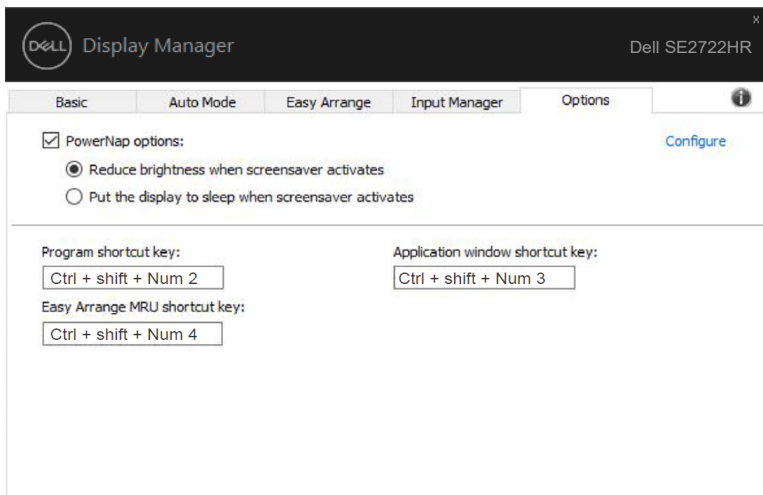 x
DELL Display Manager
Dell SE2722HR
Basic Auto Mode Easy Arrange Input Manager Options i
PowerNap options: Configure
Reduce brightness when screensaver activates
Put the display to sleep when screensaver activates
Program shortcut key: Application window shortcut key:
Ctrl + shift + Num 2 Ctrl + shift + Num 3
Easy Arrange MRU shortcut key:
Ctrl + shift + Num 4